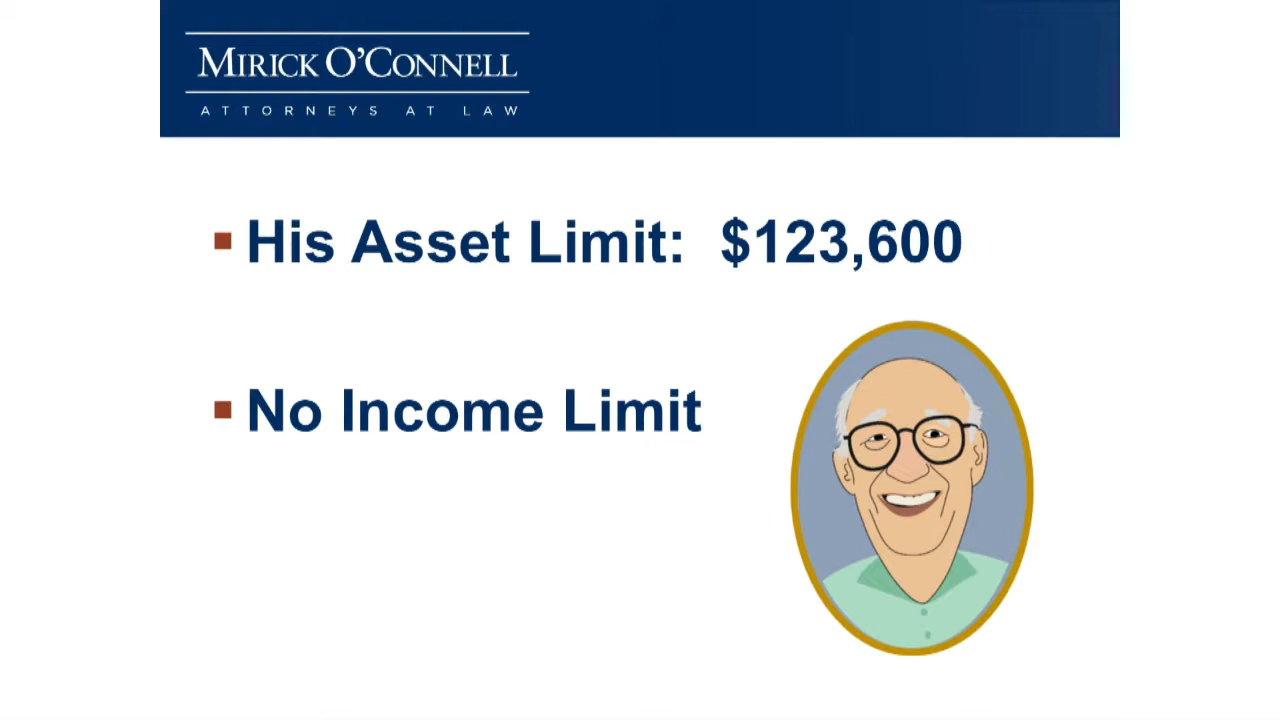 MIRICK O'CONNELL
ATTORNEYS AT LAW
▪ His Asset Limit: $123,600
▪ No Income Limit